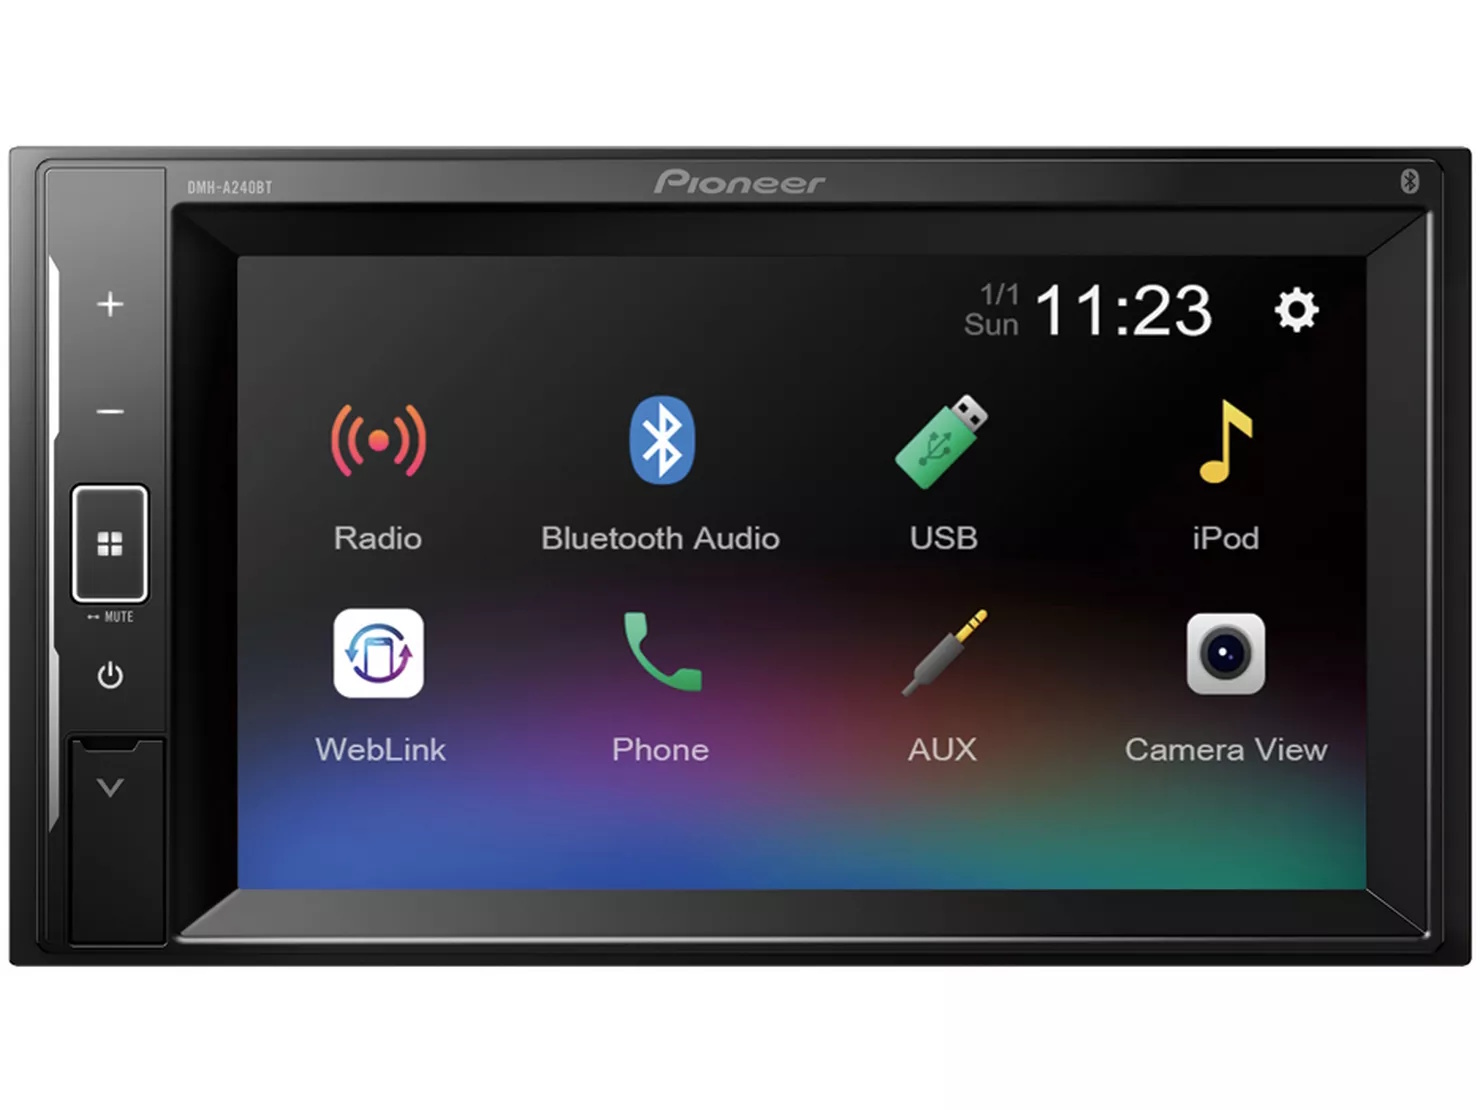 DMH-A240BT
Pioneer
1/1
Sun
11:23
Radio
Bluetooth Audio
USB
iPod
MUTE
WebLink
Phone
AUX
Camera View